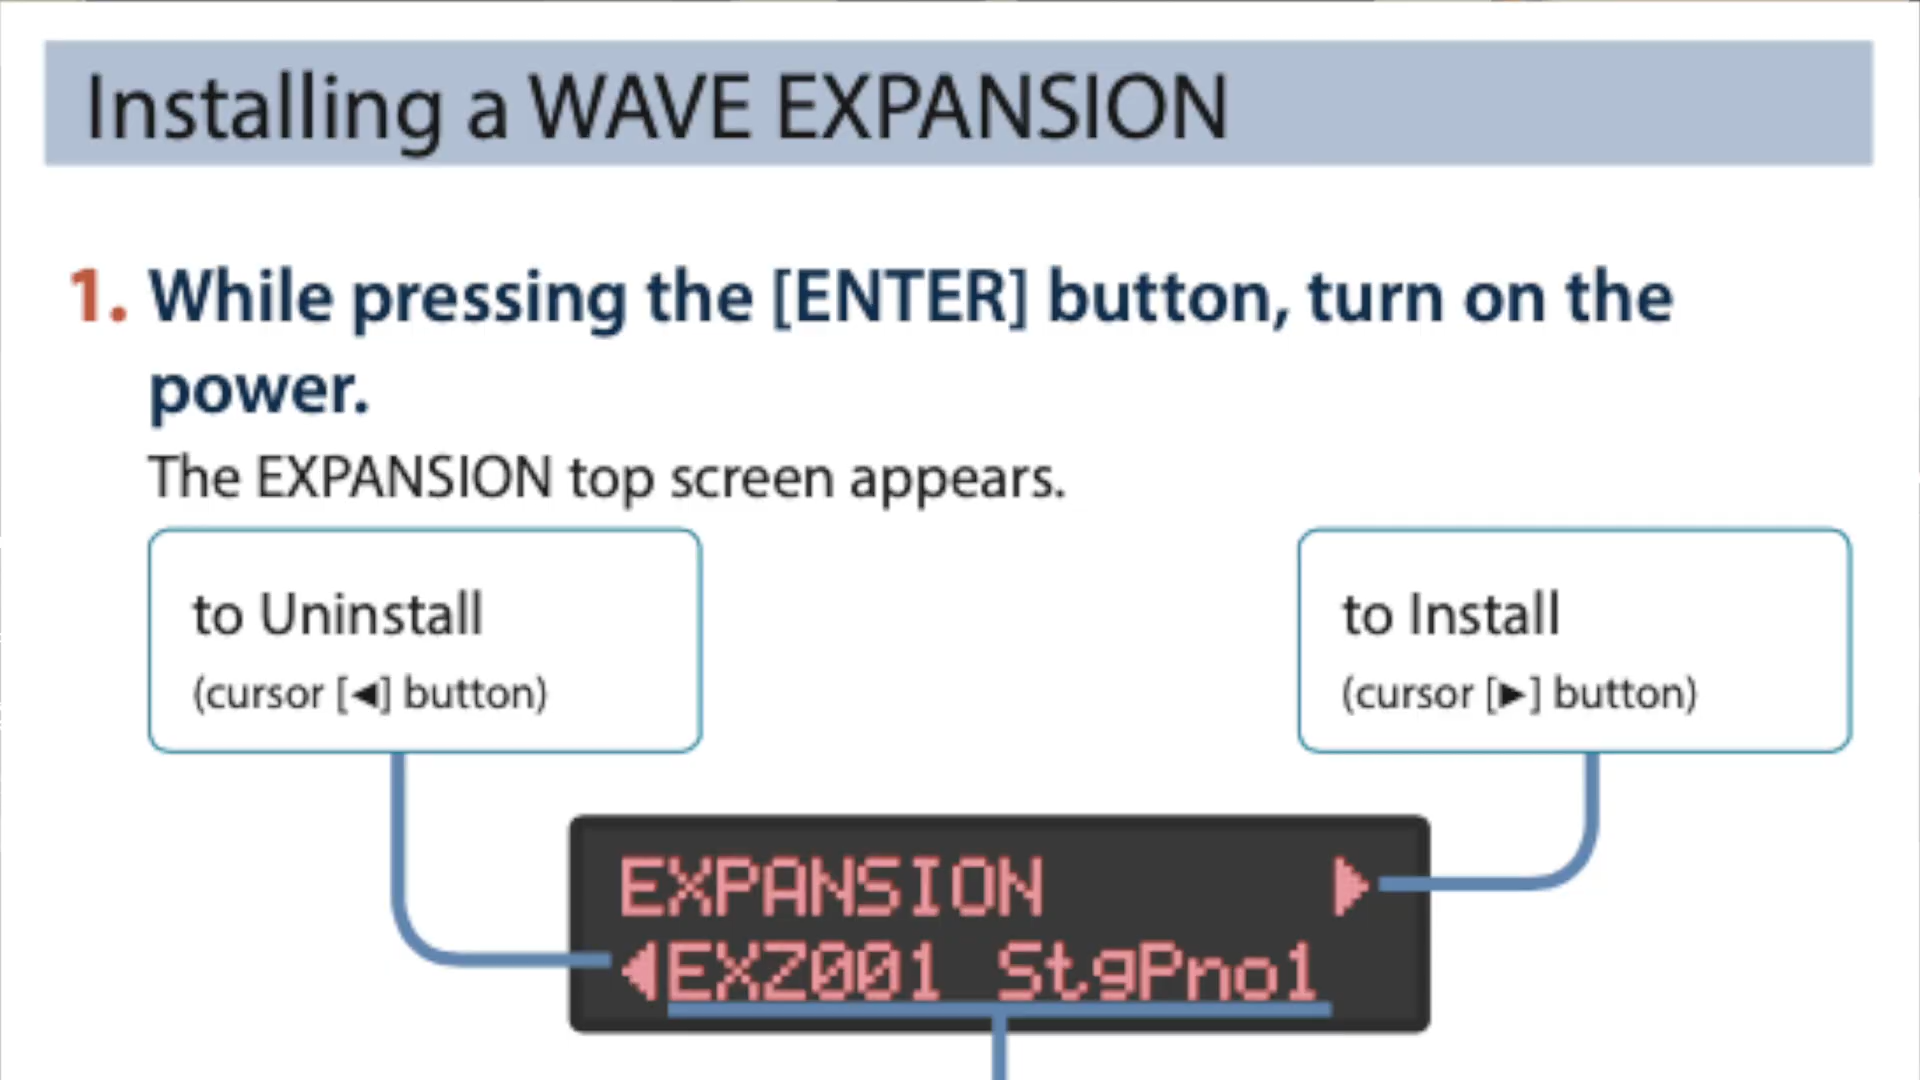 Installing a WAVE EXPANSION
1. While pressing the [ENTER] button, turn on the
power.
The EXPANSION top screen appears.
to Uninstall
(cursor [◀] button)
to Install
(cursor [▶] button)
EXPANSION ▶
◀EXZ001 StgPno1